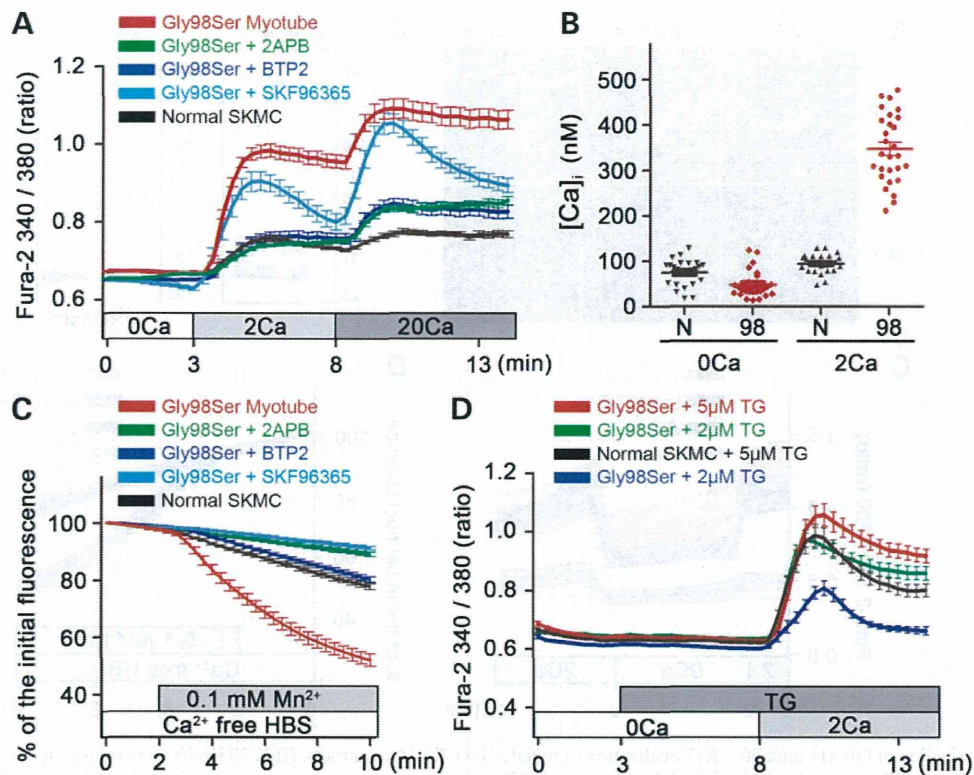 A
Gly98Ser Myotube
Gly98Ser + 2APB
Gly98Ser + BTP2
Gly98Ser + SKF96365
Normal SKMC
Fura-2 340 / 380 (ratio)
1.2
1.0
0.8
0.6
0Ca
2Ca
20Ca
0
3
8
13 (min)
B
[Ca]i (nM)
500
400
300
200
100
0
N
98
N
98
0Ca
2Ca
C
Gly98Ser Myotube
Gly98Ser + 2APB
Gly98Ser + BTP2
Gly98Ser + SKF96365
Normal SKMC
% of the initial fluorescence
100
80
60
40
0.1 mM Mn²⁺
Ca²⁺ free HBS
0
2
4
6
8
10 (min)
D
Gly98Ser + 5µM TG
Gly98Ser + 2µM TG
Normal SKMC + 5µM TG
Gly98Ser + 2µM TG
Fura-2 340 / 380 (ratio)
1.2
1.0
0.8
0.6
0.4
TG
0Ca
2Ca
0
3
8
13 (min)